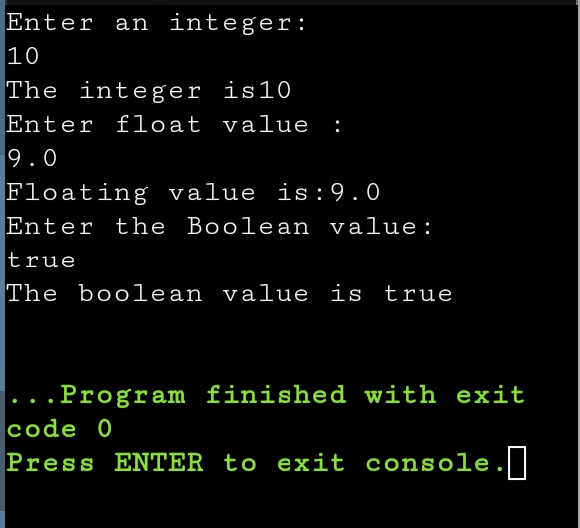 Enter an integer:
10
The integer is10
Enter float value :
9.0
Floating value is:9.0
Enter the Boolean value:
true
The boolean value is true
...Program finished with exit
code 0
Press ENTER to exit console.